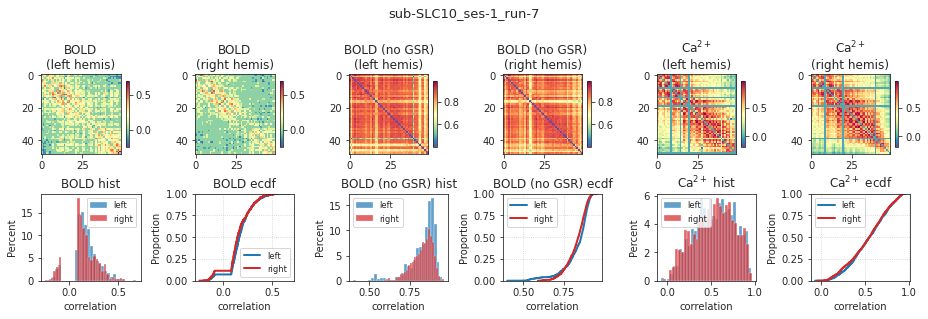 sub-SLC10_ses-1_run-7
BOLD
(left hemis)
BOLD
(right hemis)
BOLD (no GSR)
(left hemis)
BOLD (no GSR)
(right hemis)
Ca²⁺
(left hemis)
Ca²⁺
(right hemis)
0
20
40
0
25
0.5
0.0
0
25
0.5
0.0
0
20
40
0
25
0.8
0.6
0
25
0.8
0.6
0
20
40
0
25
0.5
0.0
0
25
0.5
0.0
BOLD hist
Percent
15
10
5
0
0.0
0.5
correlation
left
right
BOLD ecdf
Proportion
1.00
0.75
0.50
0.25
0.00
0.0
0.5
correlation
left
right
BOLD (no GSR) hist
Percent
15
10
5
0
0.50
0.75
correlation
left
right
BOLD (no GSR) ecdf
Proportion
1.00
0.75
0.50
0.25
0.00
0.50
0.75
correlation
left
right
Ca²⁺ hist
Percent
6
4
2
0
0.0
0.5
1.0
correlation
left
right
Ca²⁺ ecdf
Proportion
1.00
0.75
0.50
0.25
0.00
0.0
0.5
1.0
correlation
left
right